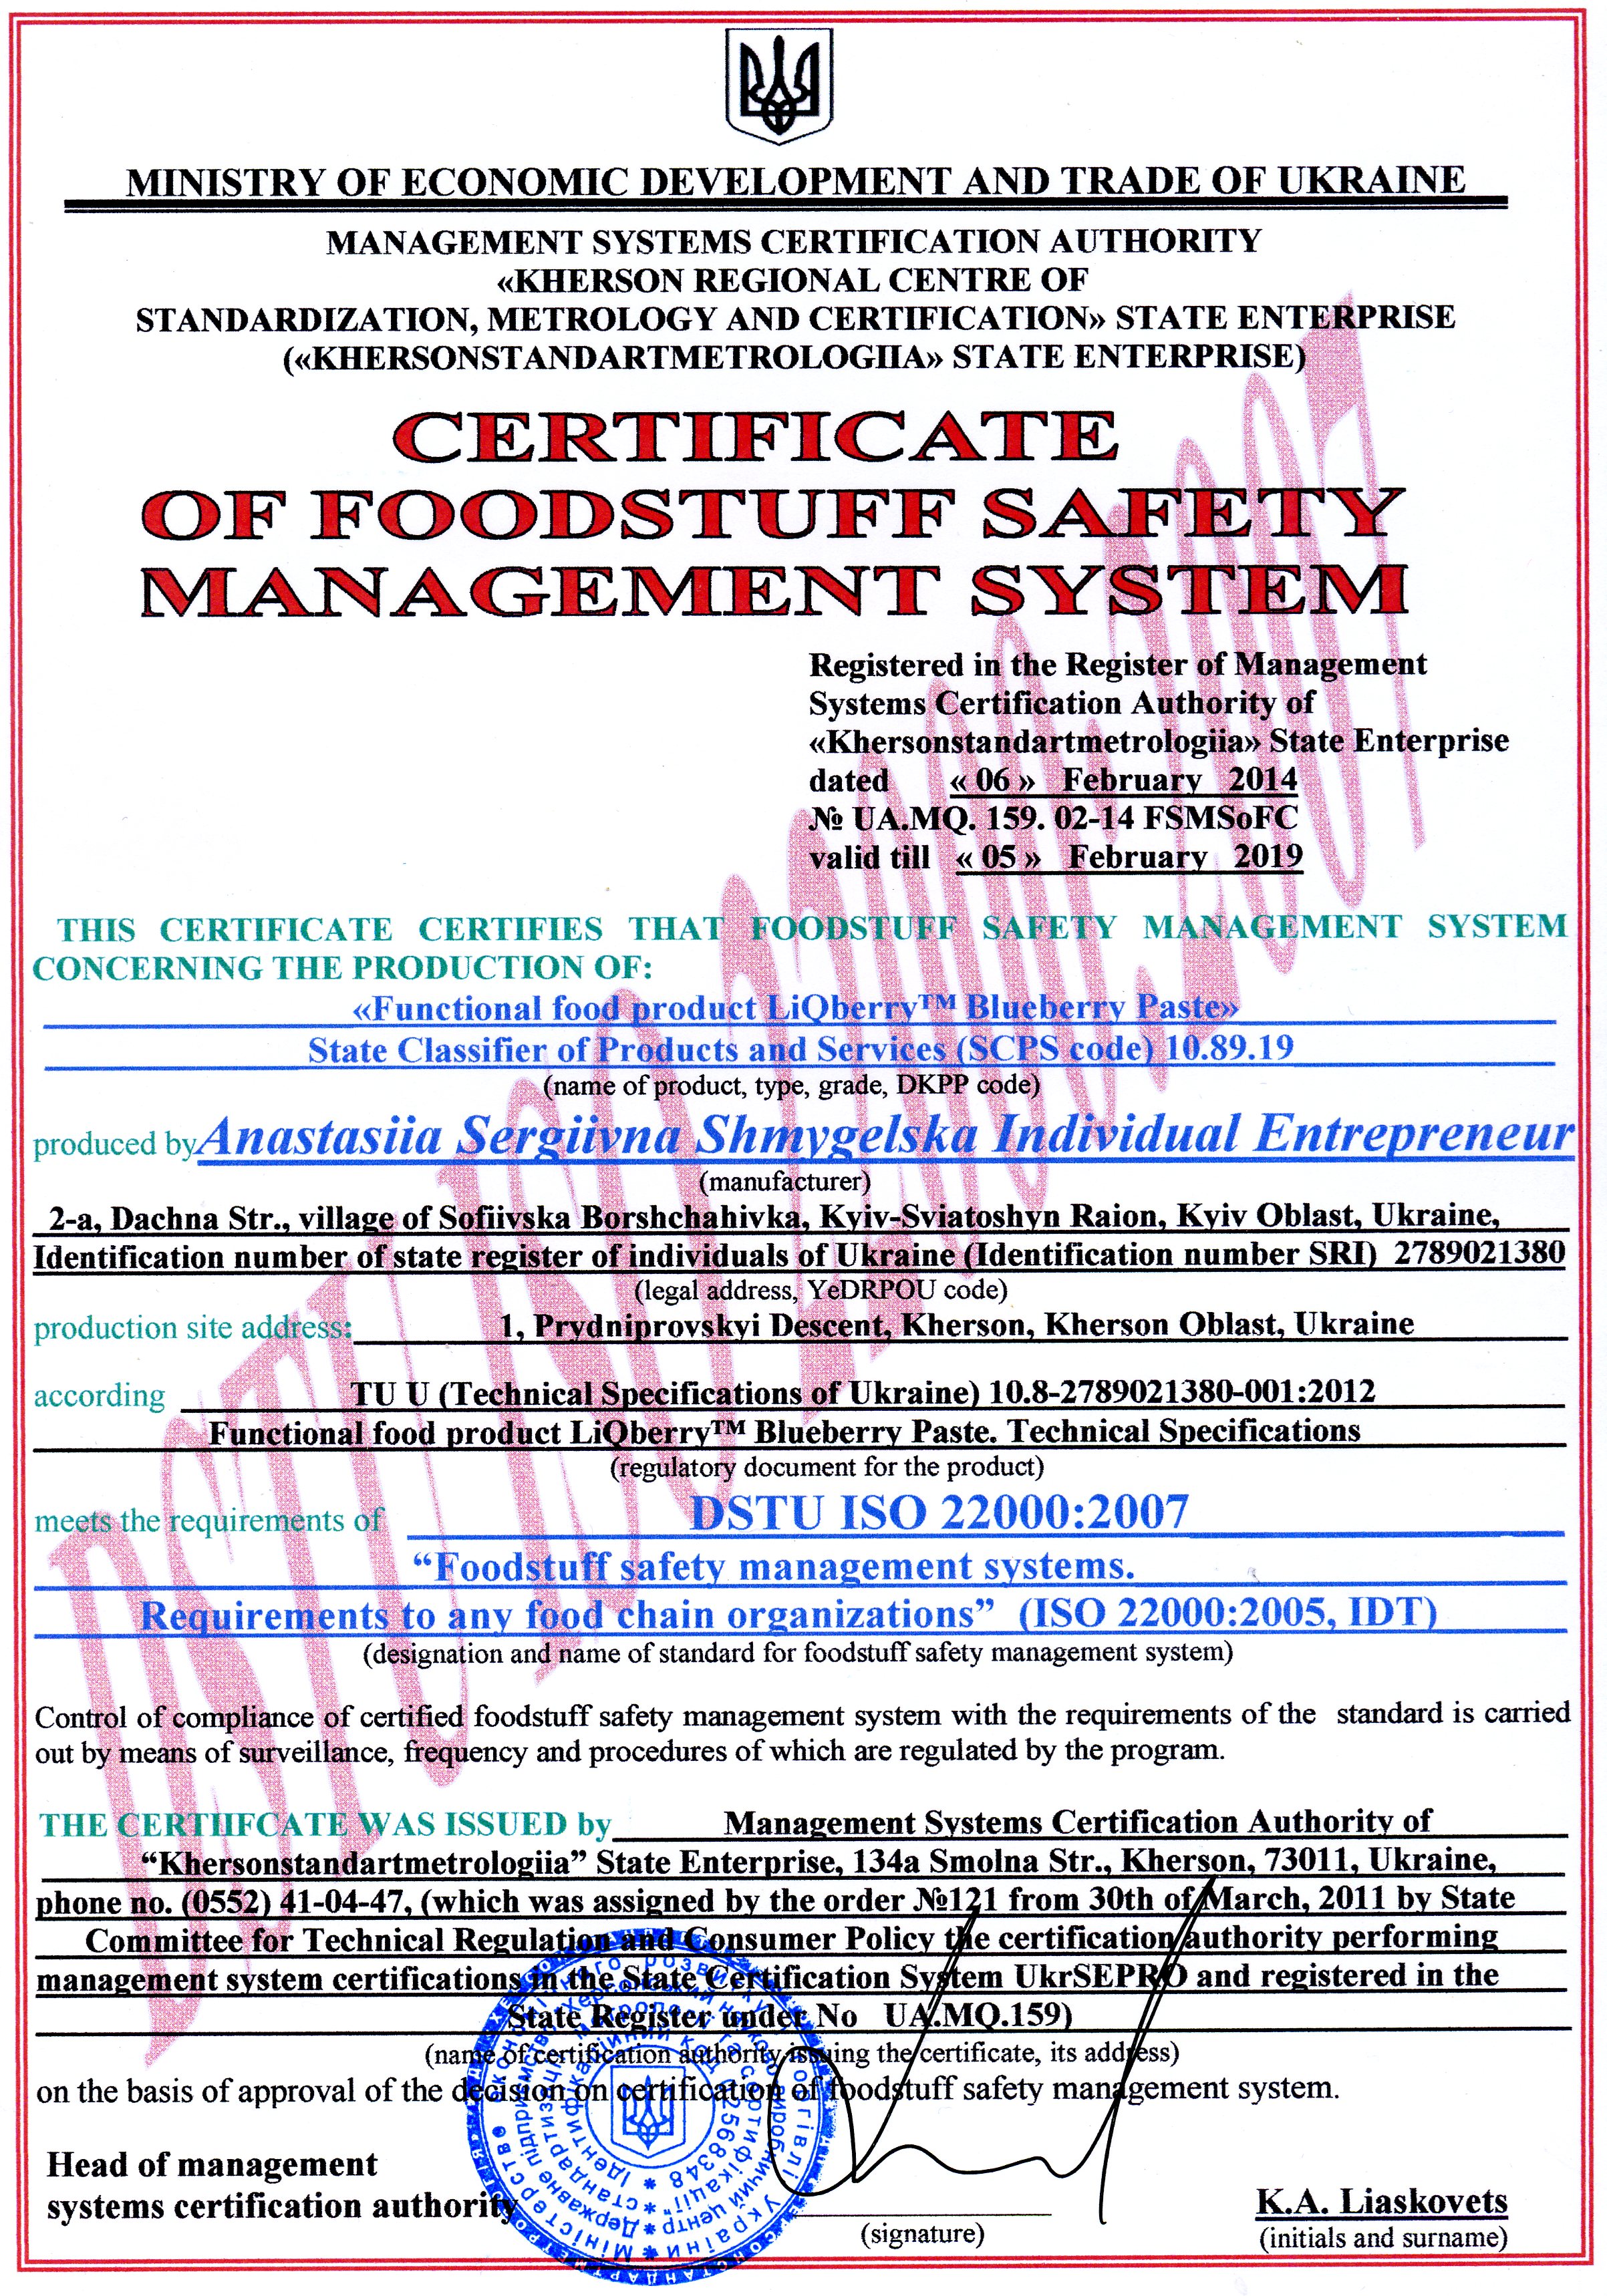 MINISTRY OF ECONOMIC DEVELOPMENT AND TRADE OF UKRAINE
MANAGEMENT SYSTEMS CERTIFICATION AUTHORITY
«KHERSON REGIONAL CENTRE OF
STANDARDIZATION, METROLOGY AND CERTIFICATION» STATE ENTERPRISE
(«KHERSONSTANDARTMETROLOGIIA» STATE ENTERPRISE)
CERTIFICATE
OF FOODSTUFF SAFETY
MANAGEMENT SYSTEM
Registered in the Register of Management
Systems Certification Authority of
«Khersonstandartmetrologiia» State Enterprise
dated « 06 » February 2014
№ UA.MQ. 159. 02-14 FSMSoFC
valid till « 05 » February 2019
THIS CERTIFICATE CERTIFIES THAT FOODSTUFF SAFETY MANAGEMENT SYSTEM
CONCERNING THE PRODUCTION OF:
«Functional food product LiQberry™ Blueberry Paste»
State Classifier of Products and Services (SCPS code) 10.89.19
(name of product, type, grade, DKPP code)
produced by Anastasiia Sergiivna Shmygelska Individual Entrepreneur
(manufacturer)
2-a, Dachna Str., village of Sofiivska Borshchahivka, Kyiv-Sviatoshyn Raion, Kyiv Oblast, Ukraine,
Identification number of state register of individuals of Ukraine (Identification number SRI) 2789021380
(legal address, YeDRPOU code)
production site address: 1, Prydniprovskyi Descent, Kherson, Kherson Oblast, Ukraine
according TU U (Technical Specifications of Ukraine) 10.8-2789021380-001:2012
Functional food product LiQberry™ Blueberry Paste. Technical Specifications
(regulatory document for the product)
meets the requirements of DSTU ISO 22000:2007
“Foodstuff safety management systems.
Requirements to any food chain organizations” (ISO 22000:2005, IDT)
(designation and name of standard for foodstuff safety management system)
Control of compliance of certified foodstuff safety management system with the requirements of the standard is carried
out by means of surveillance, frequency and procedures of which are regulated by the program.
THE CERTIIFCATE WAS ISSUED by Management Systems Certification Authority of
“Khersonstandartmetrologiia” State Enterprise, 134a Smolna Str., Kherson, 73011, Ukraine,
phone no. (0552) 41-04-47, (which was assigned by the order №121 from 30th of March, 2011 by State
Committee for Technical Regulation and Consumer Policy the certification authority performing
management system certifications in the State Certification System UkrSEPRO and registered in the
State Register under No UA.MQ.159)
(name of certification authority issuing the certificate, its address)
on the basis of approval of the decision on certification of foodstuff safety management system.
Head of management
systems certification authority
(signature)
K.A. Liaskovets
(initials and surname)
DSTU ISO 22000:2007